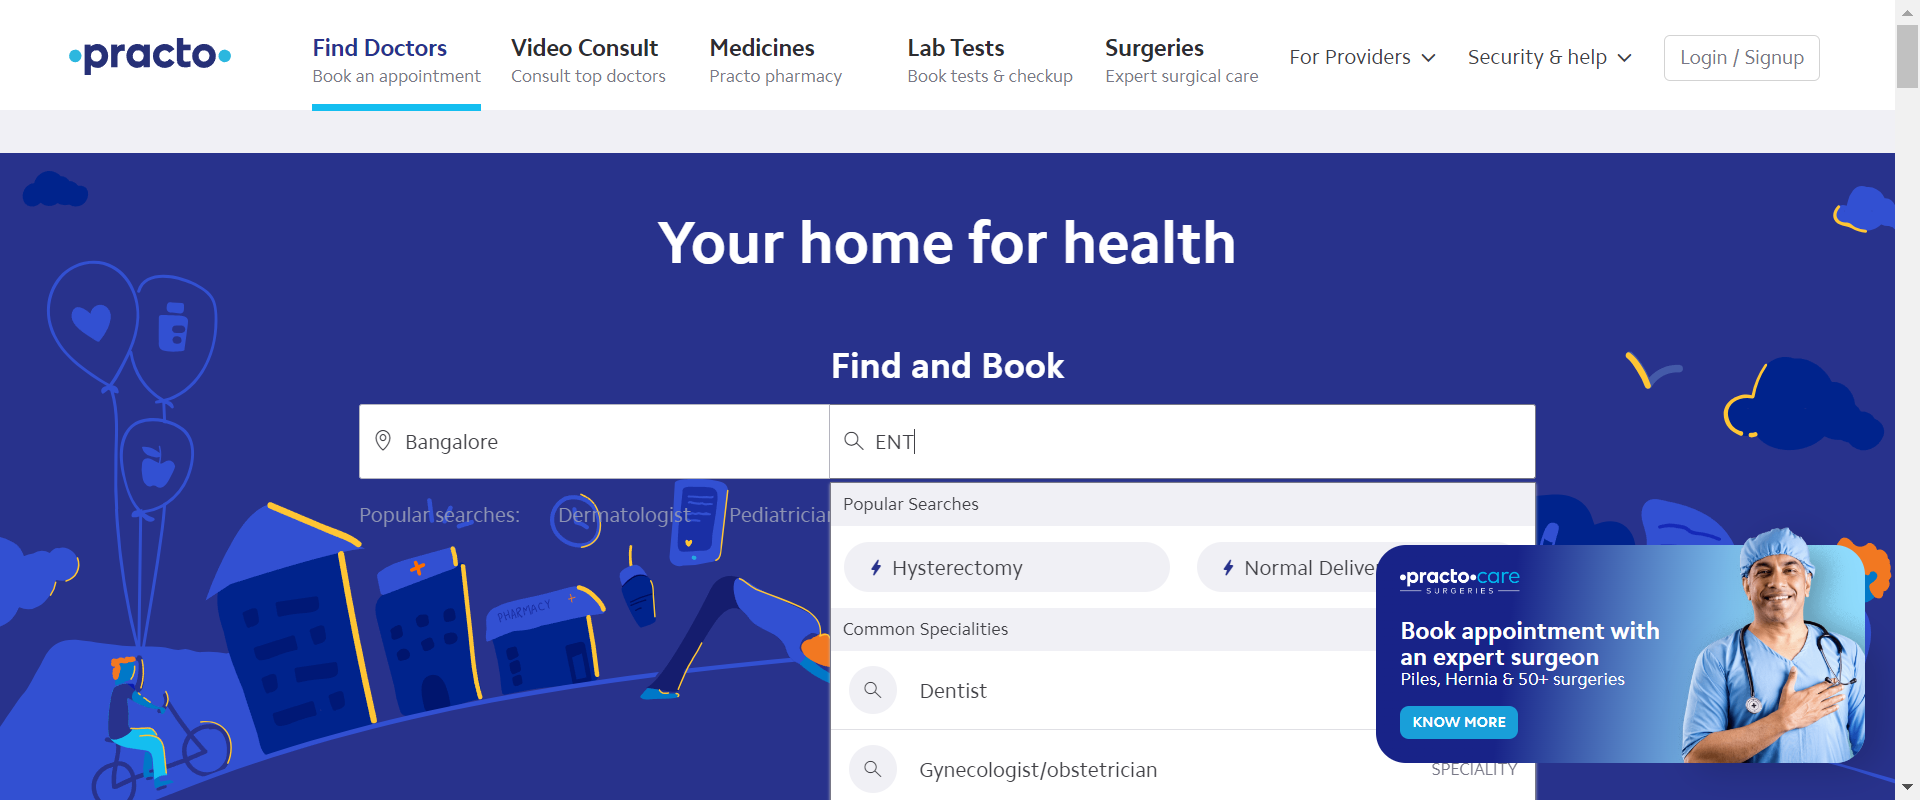 practo
Find Doctors
Book an appointment
Video Consult
Consult top doctors
Medicines
Practo pharmacy
Lab Tests
Book tests & checkup
Surgeries
Expert surgical care
For Providers
Security & help
Login / Signup
Your home for health
Find and Book
Bangalore
ENT
Popular searches: Dermatologist Pediatrician
Popular Searches
Hysterectomy
Normal Deliver
Common Specialities
Dentist
Gynecologist/obstetrician
SPECIALITY
PHARMACY
practo care
SURGERIES
Book appointment with
an expert surgeon
Piles, Hernia & 50+ surgeries
KNOW MORE